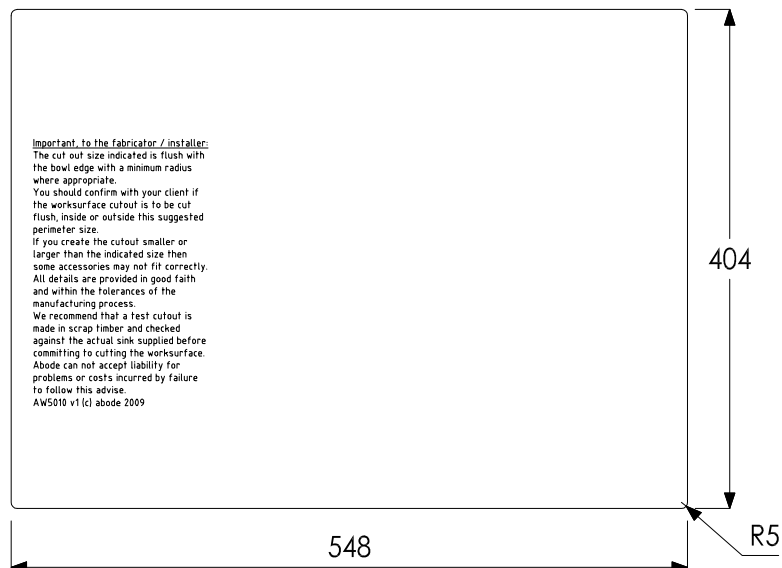 Important, to the fabricator / installer:
The cut out size indicated is flush with
the bowl edge with a minimum radius
where appropriate.
You should confirm with your client if
the worksurface cutout is to be cut
flush, inside or outside this suggested
perimeter size.
If you create the cutout smaller or
larger than the indicated size then
some accessories may not fit correctly.
All details are provided in good faith
and within the tolerances of the
manufacturing process.
We recommend that a test cutout is
made in scrap timber and checked
against the actual sink supplied before
committing to cutting the worksurface.
Abode can not accept liability for
problems or costs incurred by failure
to follow this advise.
AW5010 v1 (c) abode 2009
404
548
R5